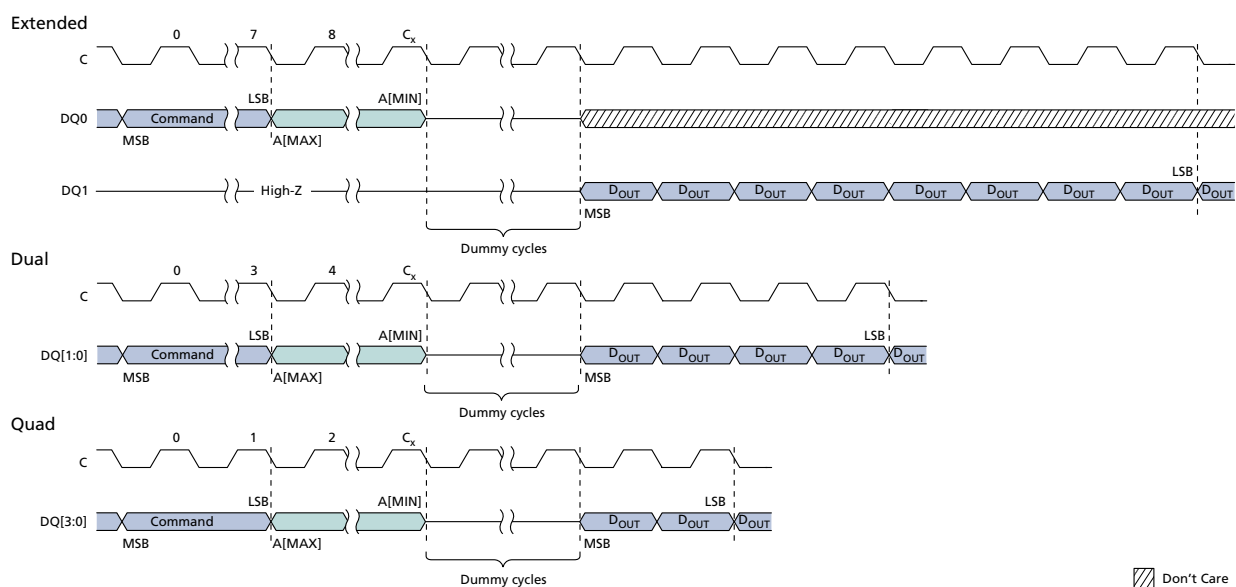 Extended
0 7 8 Cx
C
LSB A[MIN]
DQ0 Command
MSB A[MAX]
LSB
DQ1 High-Z DOUT DOUT DOUT DOUT DOUT DOUT DOUT DOUT DOUT
MSB
Dummy cycles
Dual
0 3 4 Cx
C
LSB A[MIN] LSB
DQ[1:0] Command DOUT DOUT DOUT DOUT DOUT
MSB A[MAX] MSB
Dummy cycles
Quad
0 1 2 Cx
C
LSB A[MIN] LSB
DQ[3:0] Command DOUT DOUT DOUT
MSB A[MAX] MSB
Dummy cycles
Don't Care